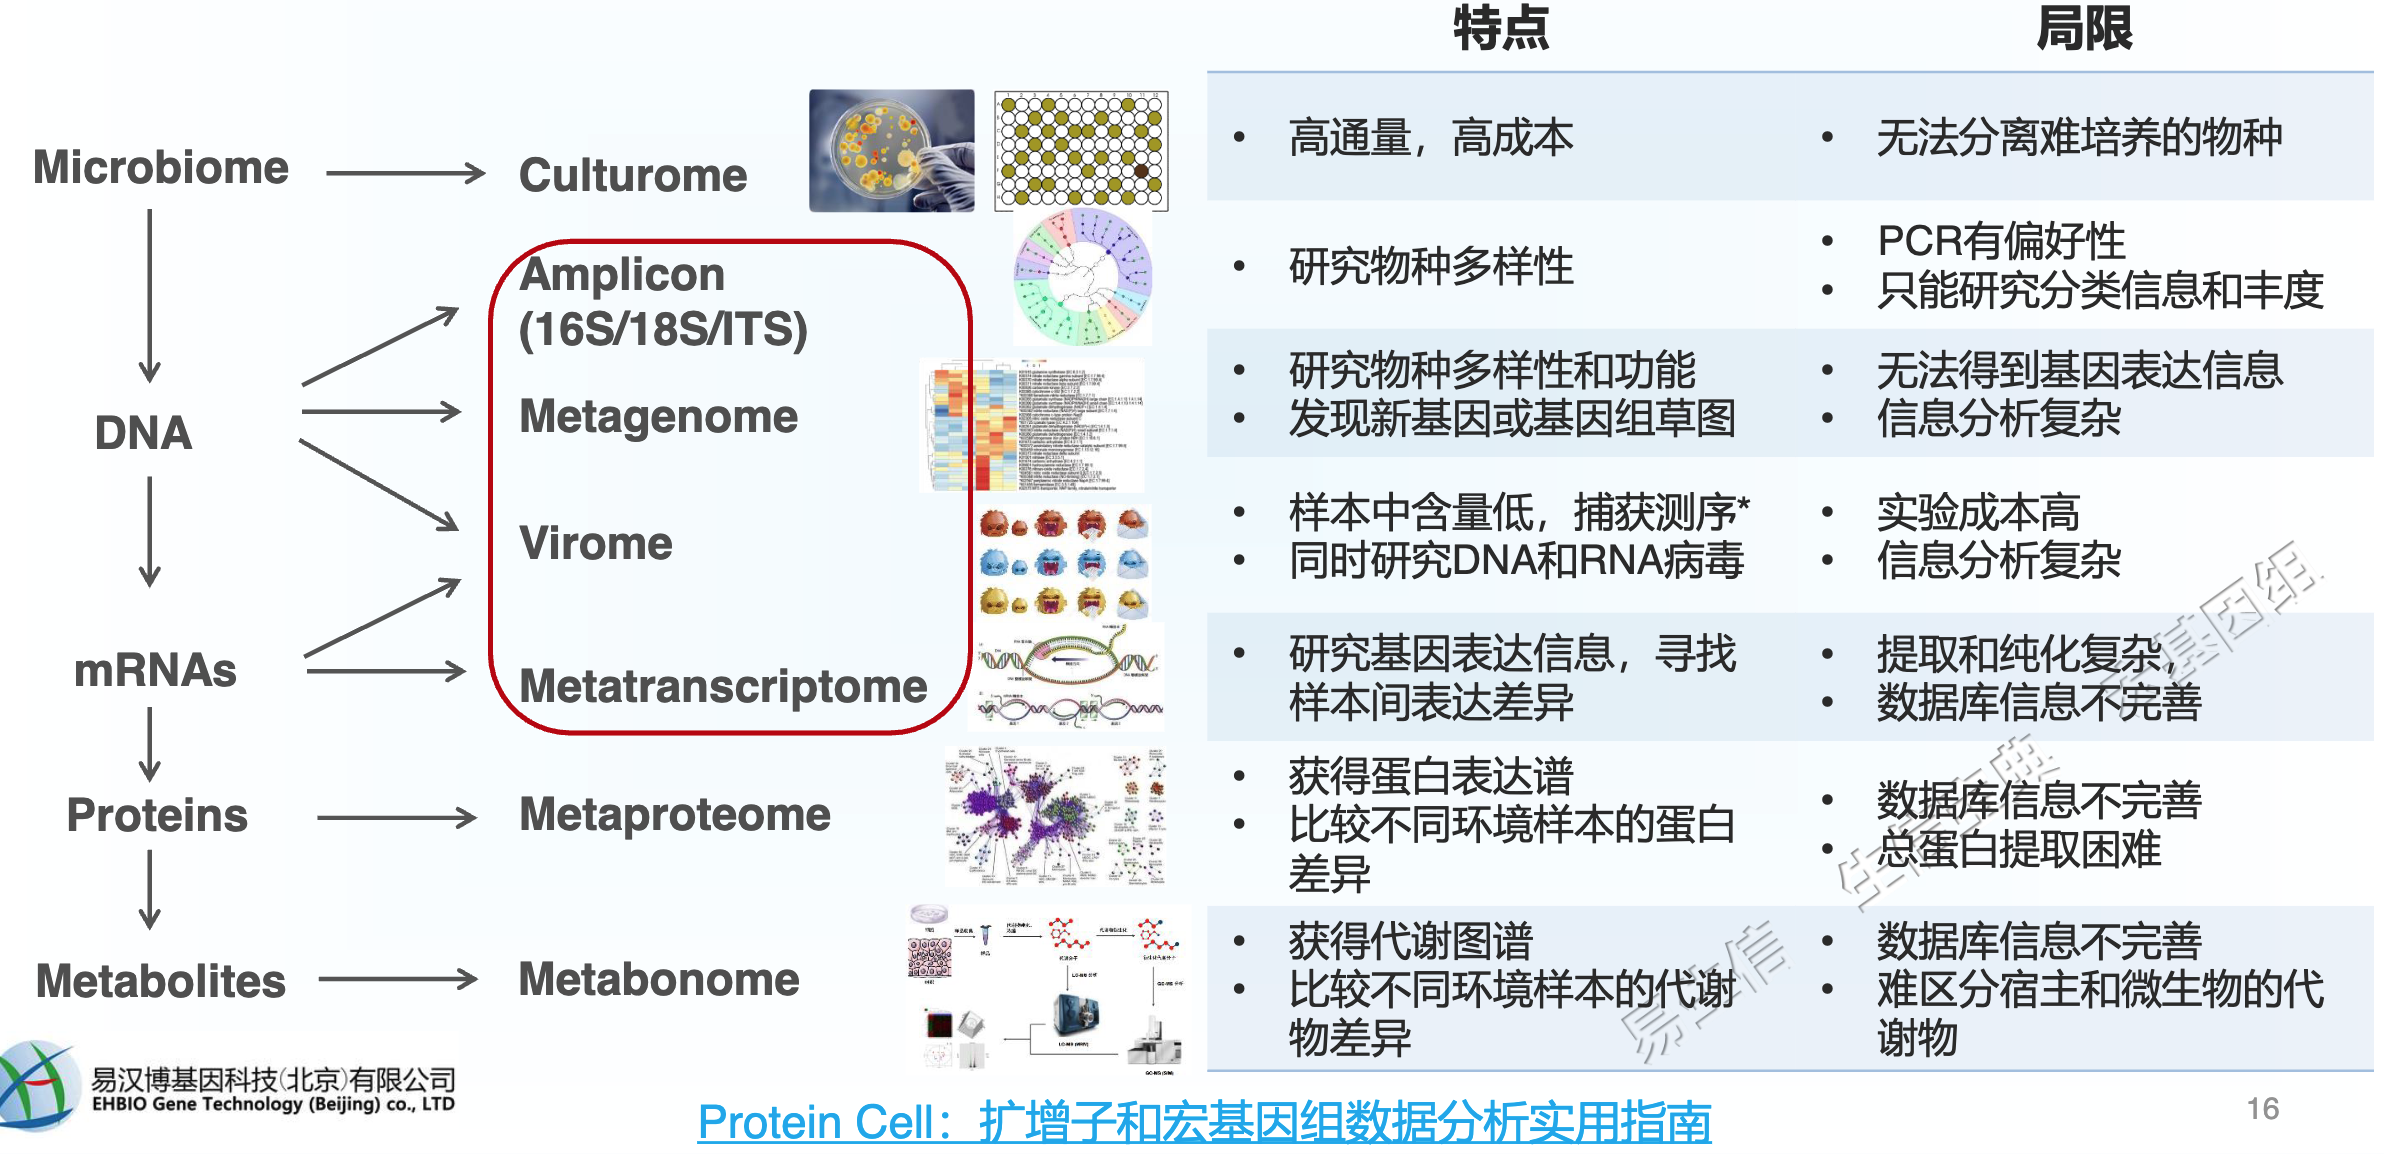 特点
局限
Microbiome
Culturome
• 高通量，高成本
• 无法分离难培养的物种
Amplicon
(16S/18S/ITS)
• 研究物种多样性
• PCR有偏好性
• 只能研究分类信息和丰度
DNA
Metagenome
• 研究物种多样性和功能
• 发现新基因或基因组草图
• 无法得到基因表达信息
• 信息分析复杂
Virome
• 样本中含量低，捕获测序*
• 同时研究DNA和RNA病毒
• 实验成本高
• 信息分析复杂
mRNAs
Metatranscriptome
• 研究基因表达信息，寻找
样本间表达差异
• 提取和纯化复杂，
• 数据库信息不完善
Proteins
Metaproteome
• 获得蛋白表达谱
• 比较不同环境样本的蛋白
差异
• 数据库信息不完善
• 总蛋白提取困难
Metabolites
Metabonome
• 获得代谢图谱
• 比较不同环境样本的代谢
物差异
• 数据库信息不完善
• 难区分宿主和微生物的代
谢物
易生信 生信宝典 宏基因组
易汉博基因科技(北京)有限公司
EHBIO Gene Technology (Beijing) co., LTD
Protein Cell：扩增子和宏基因组数据分析实用指南
16